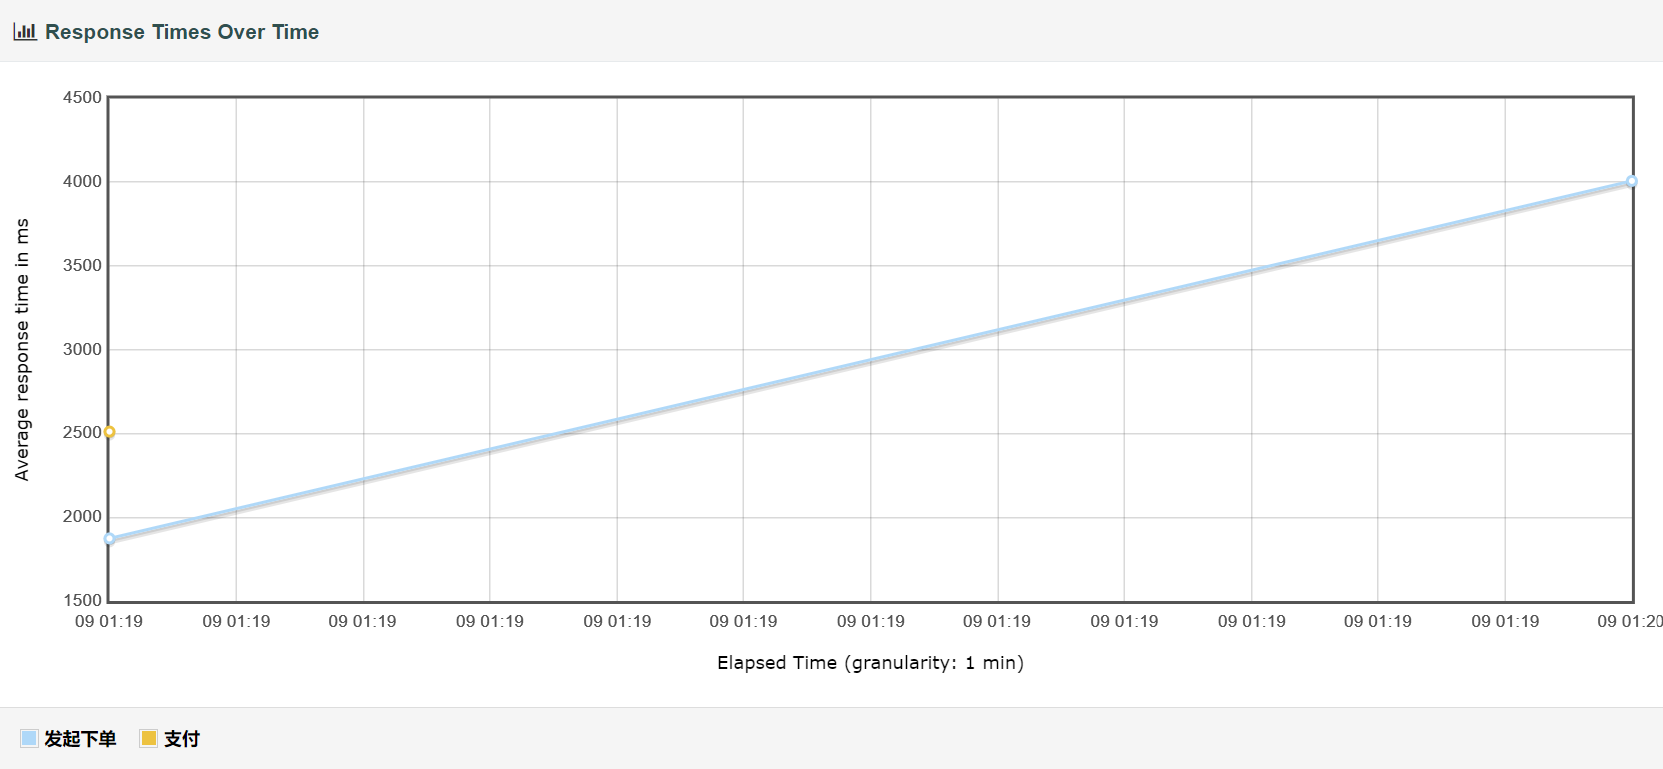 Response Times Over Time
4500
4000
3500
3000
2500
2000
1500
Average response time in ms
09 01:19 09 01:19 09 01:19 09 01:19 09 01:19 09 01:19 09 01:19 09 01:19 09 01:19 09 01:19 09 01:19 09 01:19 09 01:20
Elapsed Time (granularity: 1 min)
发起下单 支付